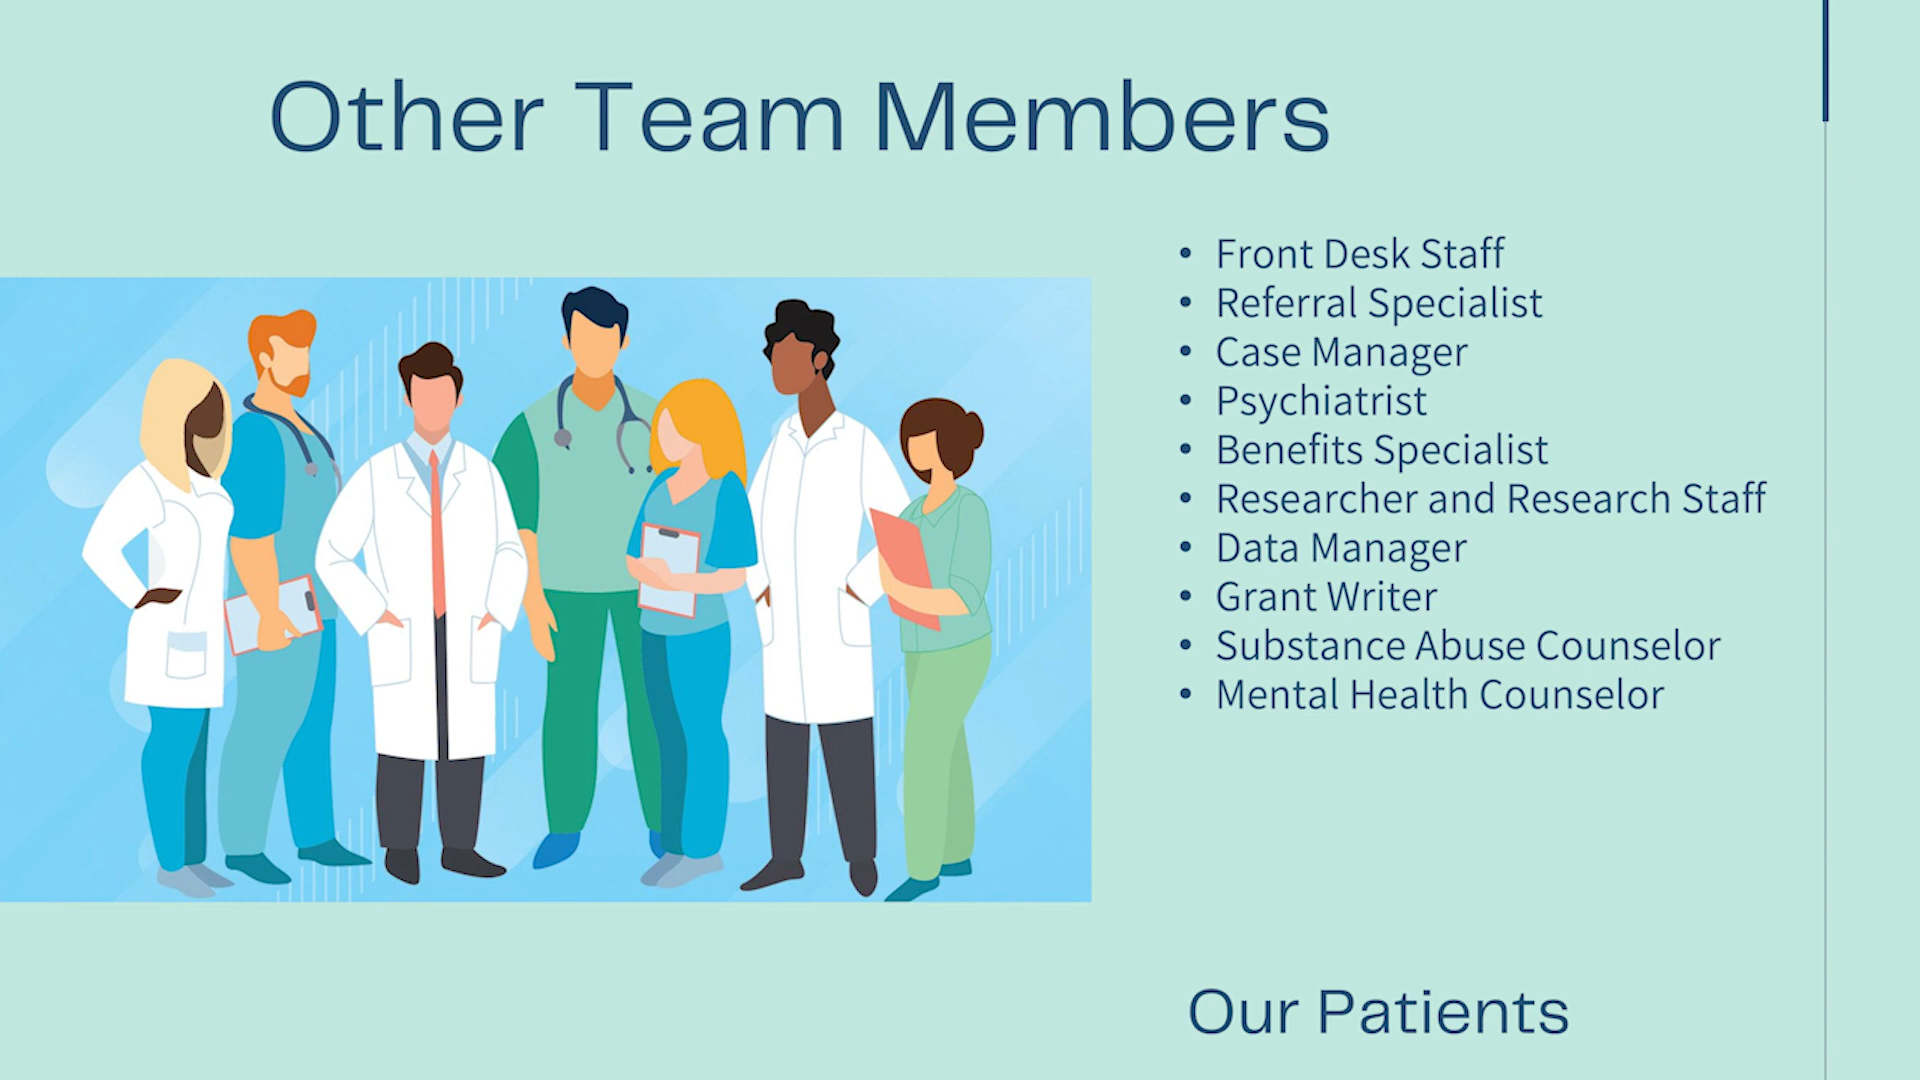 Other Team Members
• Front Desk Staff
• Referral Specialist
• Case Manager
• Psychiatrist
• Benefits Specialist
• Researcher and Research Staff
• Data Manager
• Grant Writer
• Substance Abuse Counselor
• Mental Health Counselor
Our Patients